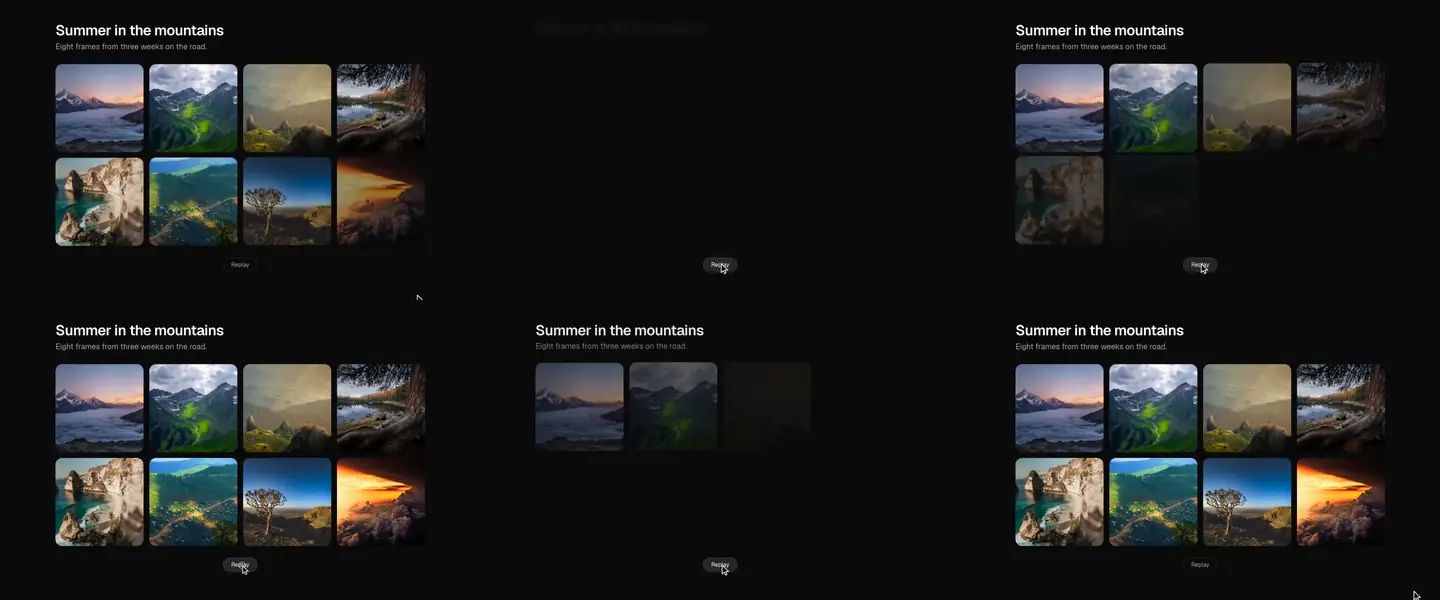 Summer in the mountains
Eight frames from three weeks on the road.
Replay
Replay
Summer in the mountains
Eight frames from three weeks on the road.
Replay
Summer in the mountains
Eight frames from three weeks on the road.
Replay
Summer in the mountains
Eight frames from three weeks on the road.
Replay
Summer in the mountains
Eight frames from three weeks on the road.
Replay